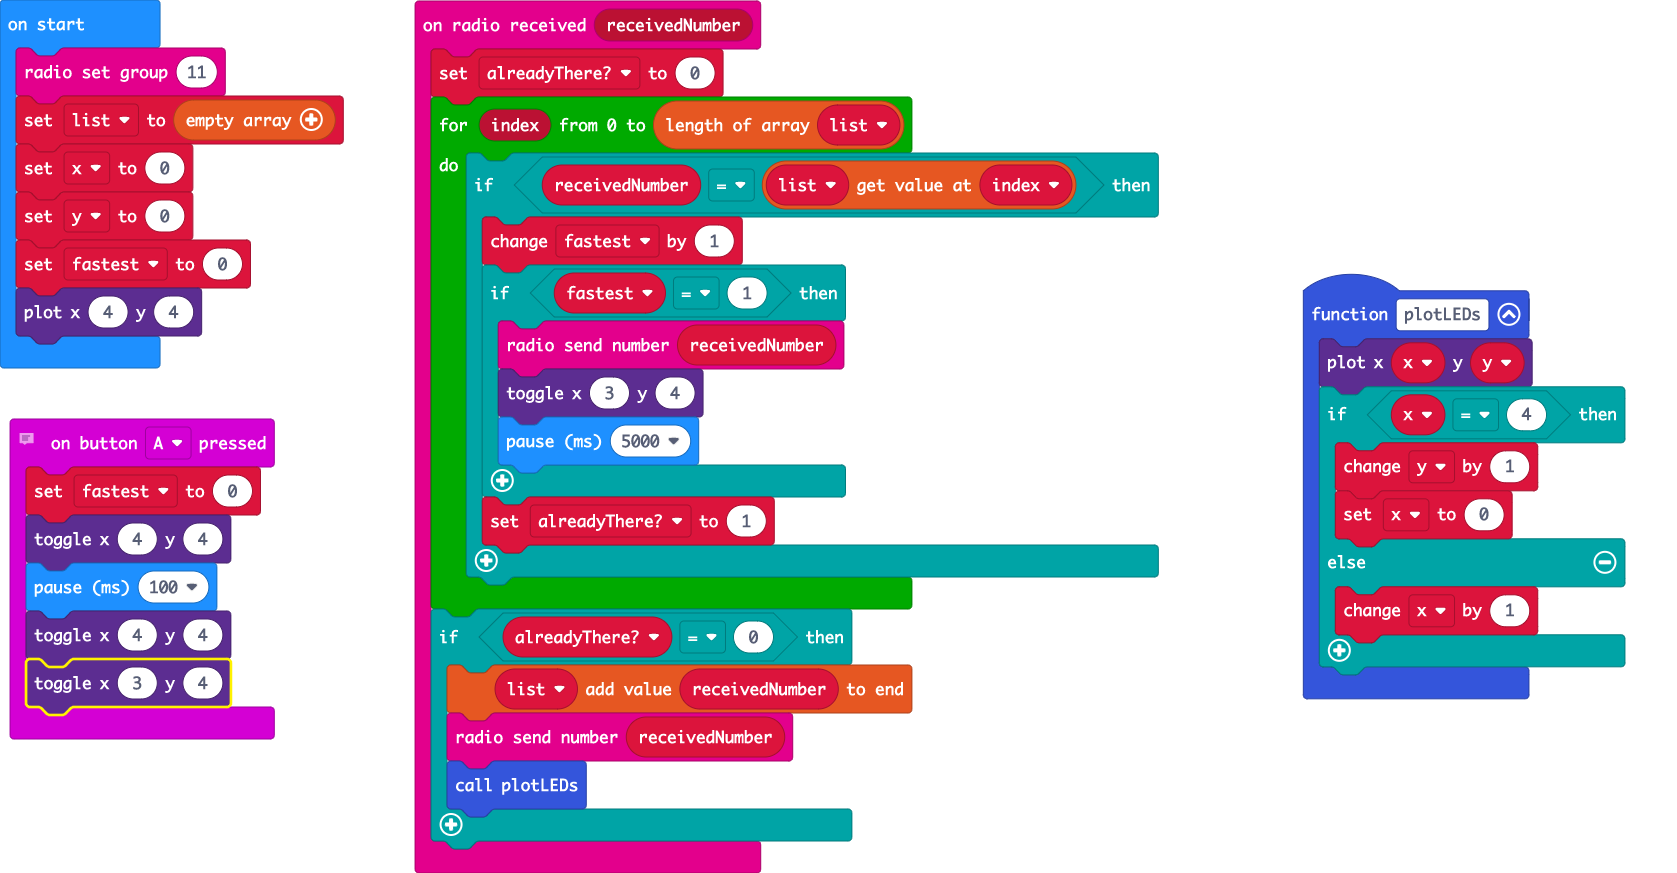 on start
radio set group 11
set list to empty array
set x to 0
set y to 0
set fastest to 0
plot x 4 y 4
on button A pressed
set fastest to 0
toggle x 4 y 4
pause (ms) 100
toggle x 4 y 4
toggle x 3 y 4
on radio received receivedNumber
set alreadyThere? to 0
for index from 0 to length of array list
do
if receivedNumber = list get value at index then
change fastest by 1
if fastest = 1 then
radio send number receivedNumber
toggle x 3 y 4
pause (ms) 5000
set alreadyThere? to 1
if alreadyThere? = 0 then
list add value receivedNumber to end
radio send number receivedNumber
call plotLEDs
function plotLEDs
plot x x y y
if x = 4 then
change y by 1
set x to 0
else
change x by 1